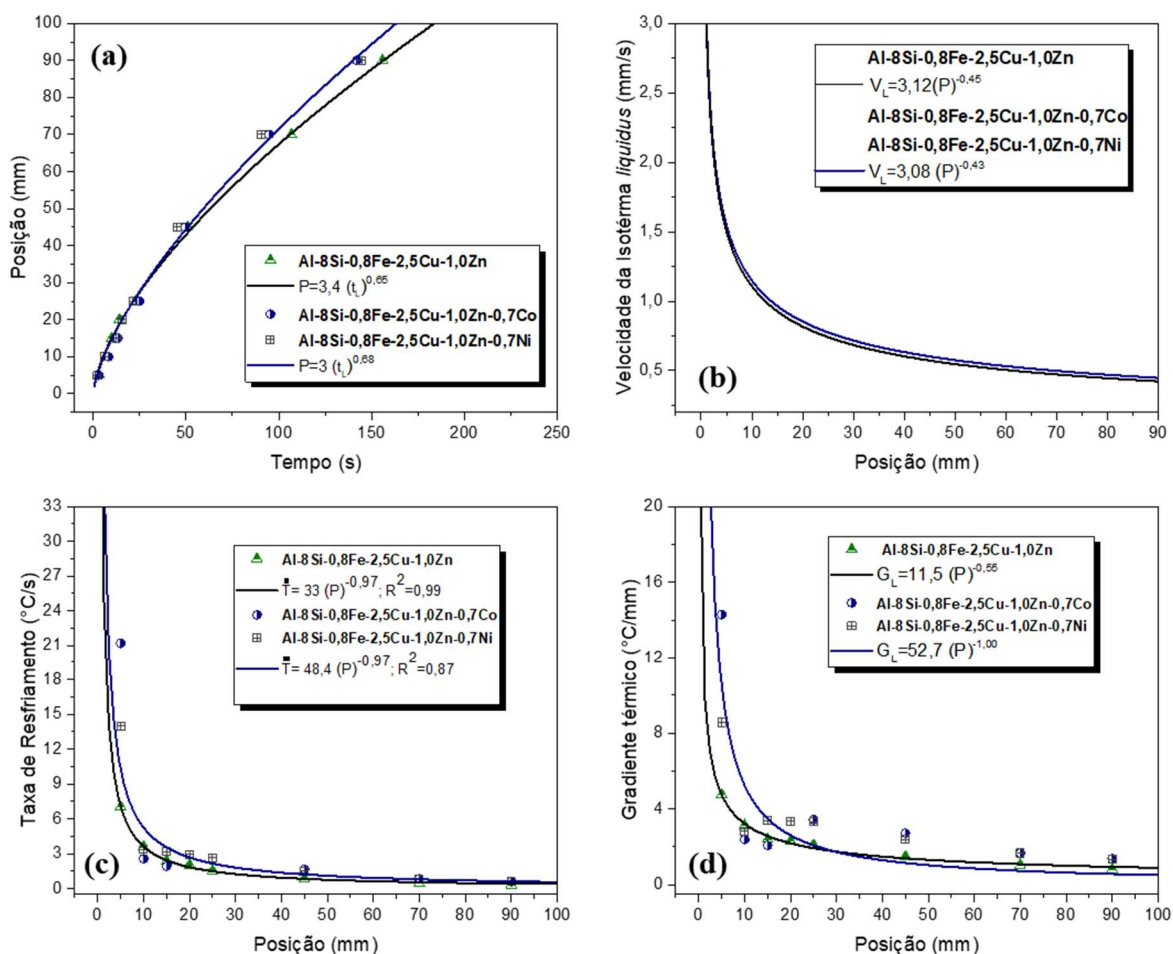 (a)
Posição (mm)
100
90
80
70
60
50
40
30
20
10
0
Al-8Si-0,8Fe-2,5Cu-1,0Zn
P=3,4 (t_L)^0,65
Al-8Si-0,8Fe-2,5Cu-1,0Zn-0,7Co
Al-8Si-0,8Fe-2,5Cu-1,0Zn-0,7Ni
P=3 (t_L)^0,68
0 50 100 150 200 250
Tempo (s)
Velocidade da Isotérma liquidus (mm/s)
3,0
2,5
2,0
1,5
1,0
0,5
Al-8Si-0,8Fe-2,5Cu-1,0Zn
V_L=3,12(P)^-0,45
Al-8Si-0,8Fe-2,5Cu-1,0Zn-0,7Co
Al-8Si-0,8Fe-2,5Cu-1,0Zn-0,7Ni
V_L=3,08 (P)^-0,43
(b)
0 10 20 30 40 50 60 70 80 90
Posição (mm)
Taxa de Resfriamento (°C/s)
33
30
27
24
21
18
15
12
9
6
3
0
Al-8Si-0,8Fe-2,5Cu-1,0Zn
Ṫ= 33 (P)^-0,97; R^2=0,99
Al-8Si-0,8Fe-2,5Cu-1,0Zn-0,7Co
Al-8Si-0,8Fe-2,5Cu-1,0Zn-0,7Ni
Ṫ= 48,4 (P)^-0,97; R^2=0,87
(c)
0 10 20 30 40 50 60 70 80 90 100
Posição (mm)
Gradiente térmico (°C/mm)
20
16
12
8
4
0
Al-8Si-0,8Fe-2,5Cu-1,0Zn
G_L=11,5 (P)^-0,55
Al-8Si-0,8Fe-2,5Cu-1,0Zn-0,7Co
Al-8Si-0,8Fe-2,5Cu-1,0Zn-0,7Ni
G_L=52,7 (P)^-1,00
(d)
0 10 20 30 40 50 60 70 80 90 100
Posição (mm)